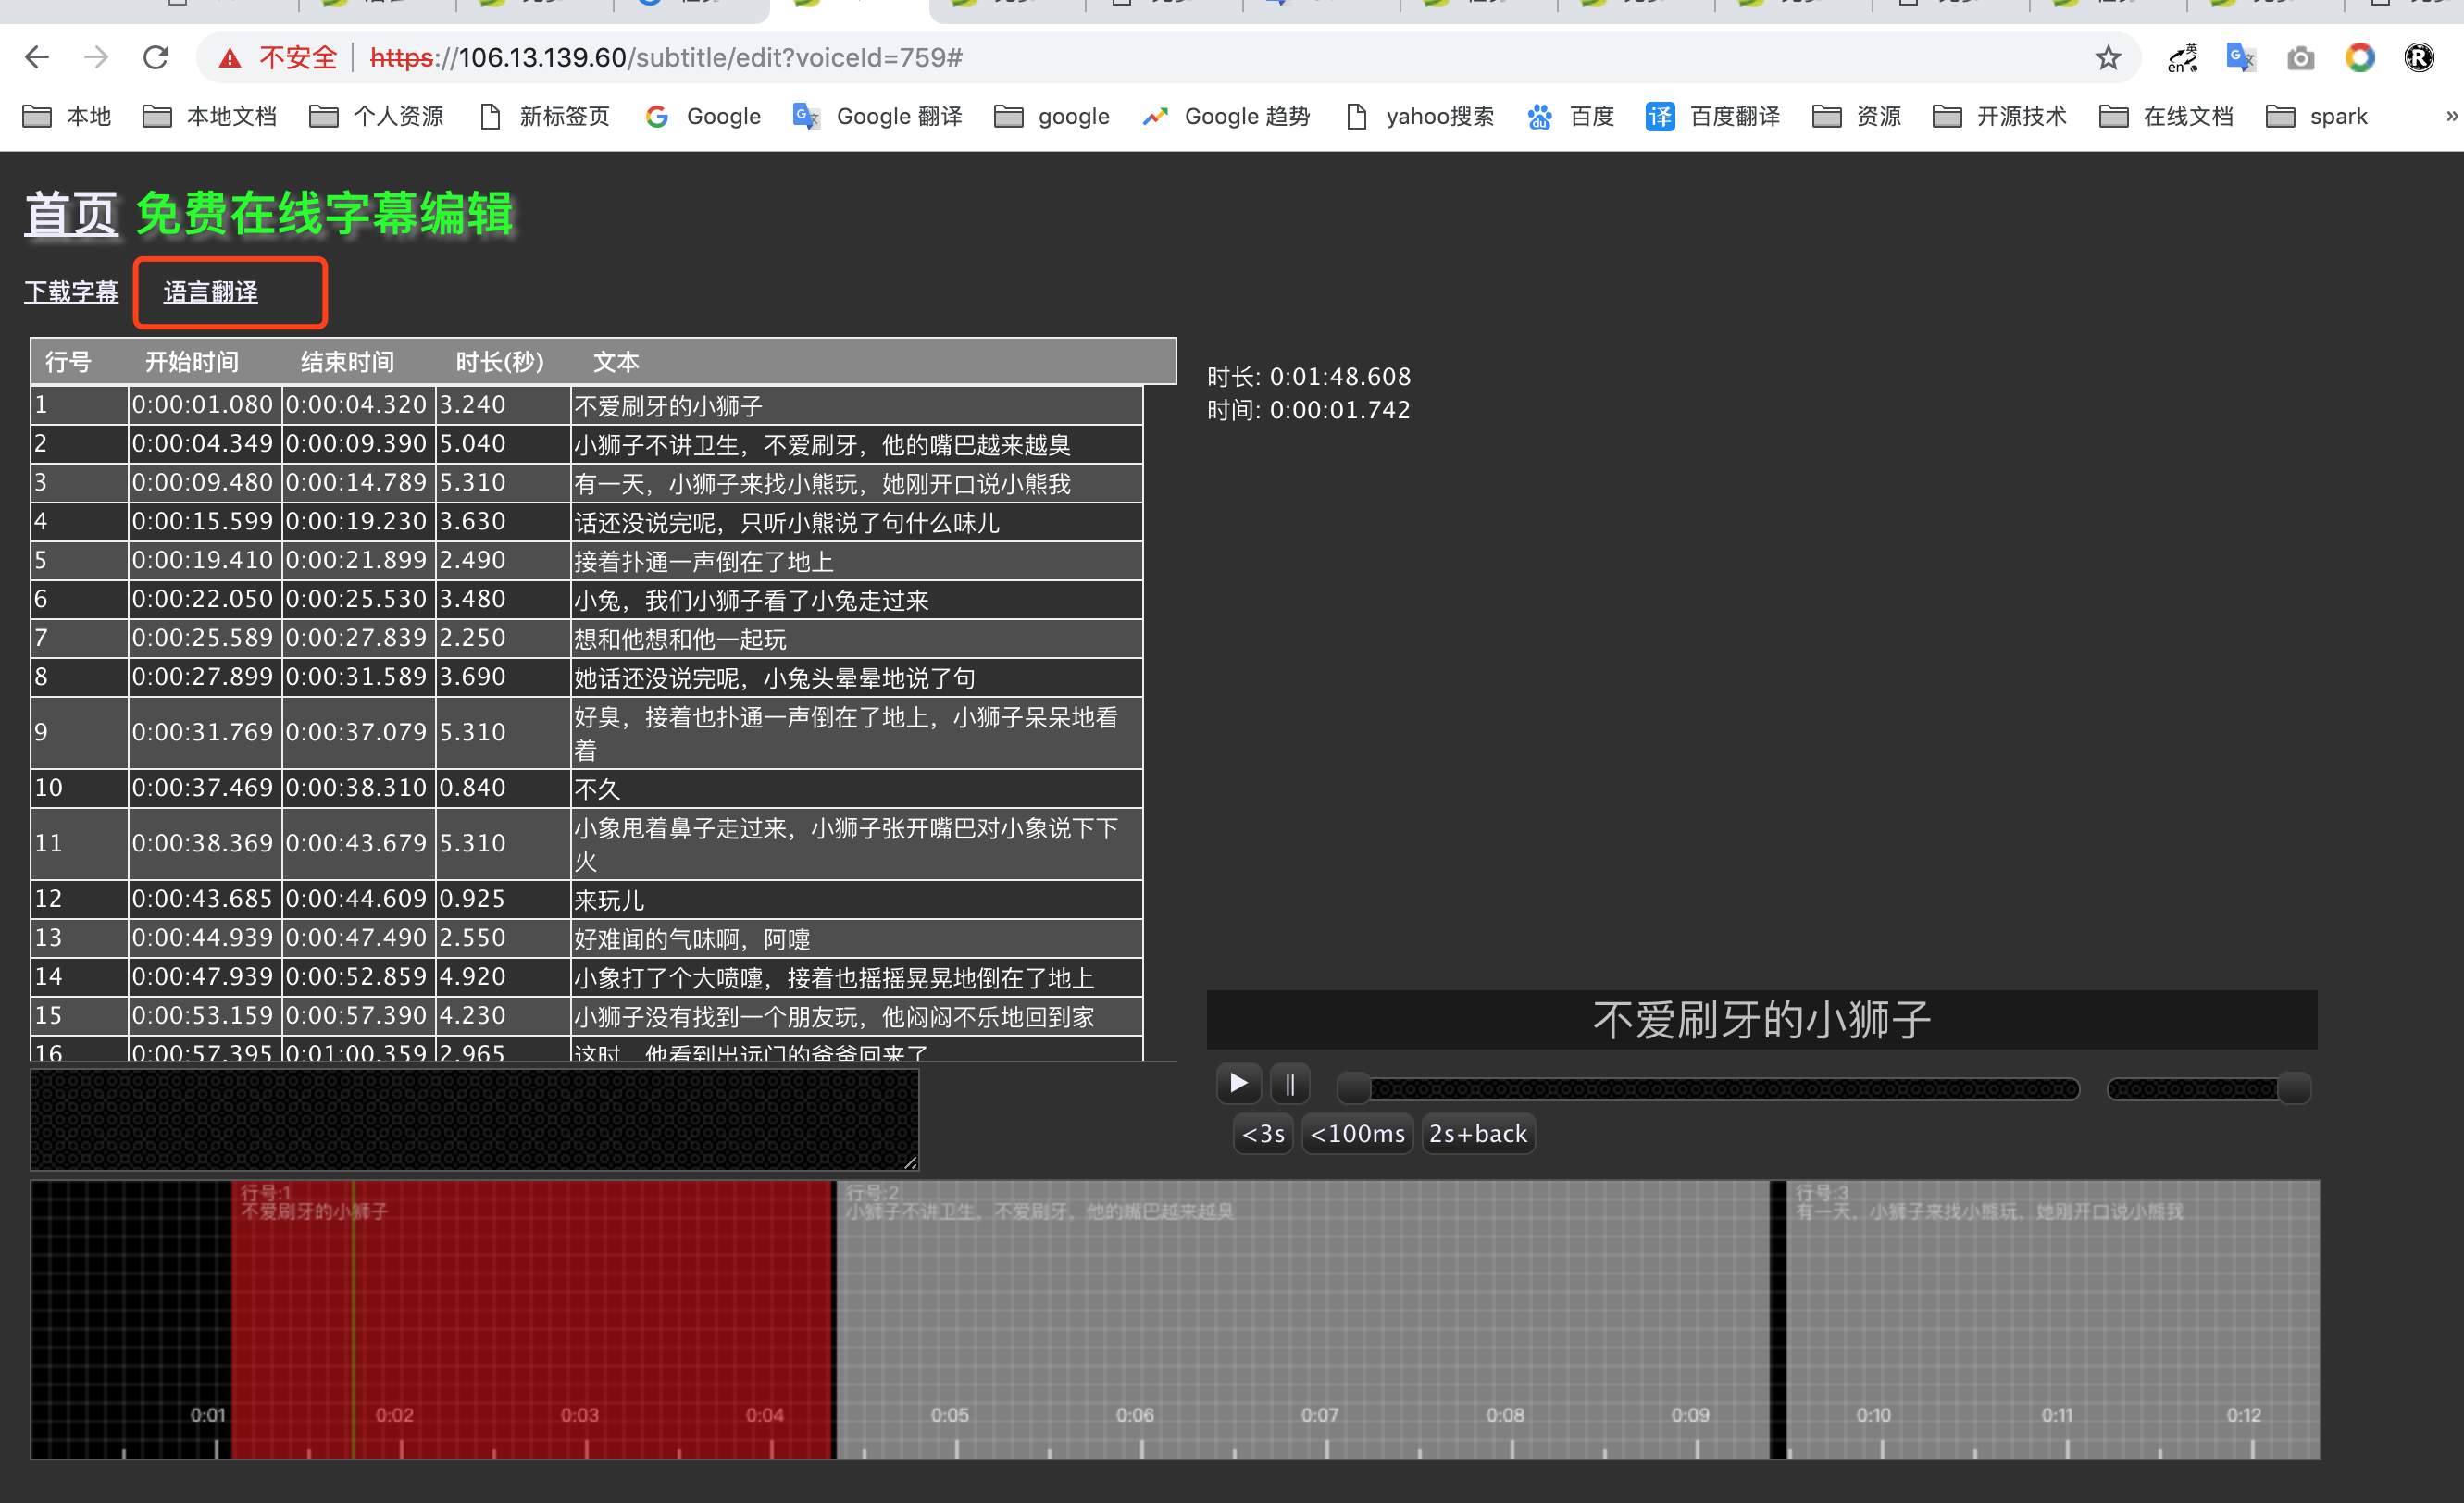 不安全 https://106.13.139.60/subtitle/edit?voiceId=759#
英 en G 文 R
本地 本地文档 个人资源 新标签页 Google Google 翻译 google Google 趋势 yahoo搜索 百度 译 百度翻译 资源 开源技术 在线文档 spark »
首页 免费在线字幕编辑
下载字幕 语言翻译
行号 开始时间 结束时间 时长(秒) 文本
1 0:00:01.080 0:00:04.320 3.240 不爱刷牙的小狮子
2 0:00:04.349 0:00:09.390 5.040 小狮子不讲卫生，不爱刷牙，他的嘴巴越来越臭
3 0:00:09.480 0:00:14.789 5.310 有一天，小狮子来找小熊玩，她刚开口说小熊我
4 0:00:15.599 0:00:19.230 3.630 话还没说完呢，只听小熊说了句什么味儿
5 0:00:19.410 0:00:21.899 2.490 接着扑通一声倒在了地上
6 0:00:22.050 0:00:25.530 3.480 小兔，我们小狮子看了小兔走过来
7 0:00:25.589 0:00:27.839 2.250 想和他想和他一起玩
8 0:00:27.899 0:00:31.589 3.690 她话还没说完呢，小兔头晕晕地说了句
9 0:00:31.769 0:00:37.079 5.310 好臭，接着也扑通一声倒在了地上，小狮子呆呆地看
着
10 0:00:37.469 0:00:38.310 0.840 不久
11 0:00:38.369 0:00:43.679 5.310 小象甩着鼻子走过来，小狮子张开嘴巴对小象说下下
火
12 0:00:43.685 0:00:44.609 0.925 来玩儿
13 0:00:44.939 0:00:47.490 2.550 好难闻的气味啊，阿嚏
14 0:00:47.939 0:00:52.859 4.920 小象打了个大喷嚏，接着也摇摇晃晃地倒在了地上
15 0:00:53.159 0:00:57.390 4.230 小狮子没有找到一个朋友玩，他闷闷不乐地回到家
16 0:00:57.395 0:01:00.359 2.965 这时，他看到出远门的爸爸回来了
时长: 0:01:48.608
时间: 0:00:01.742
不爱刷牙的小狮子
<3s <100ms 2s+back
行号:1
不爱刷牙的小狮子
行号:2
小狮子不讲卫生，不爱刷牙，他的嘴巴越来越臭
行号:3
有一天，小狮子来找小熊玩，她刚开口说小熊我
0:01 0:02 0:03 0:04 0:05 0:06 0:07 0:08 0:09 0:10 0:11 0:12